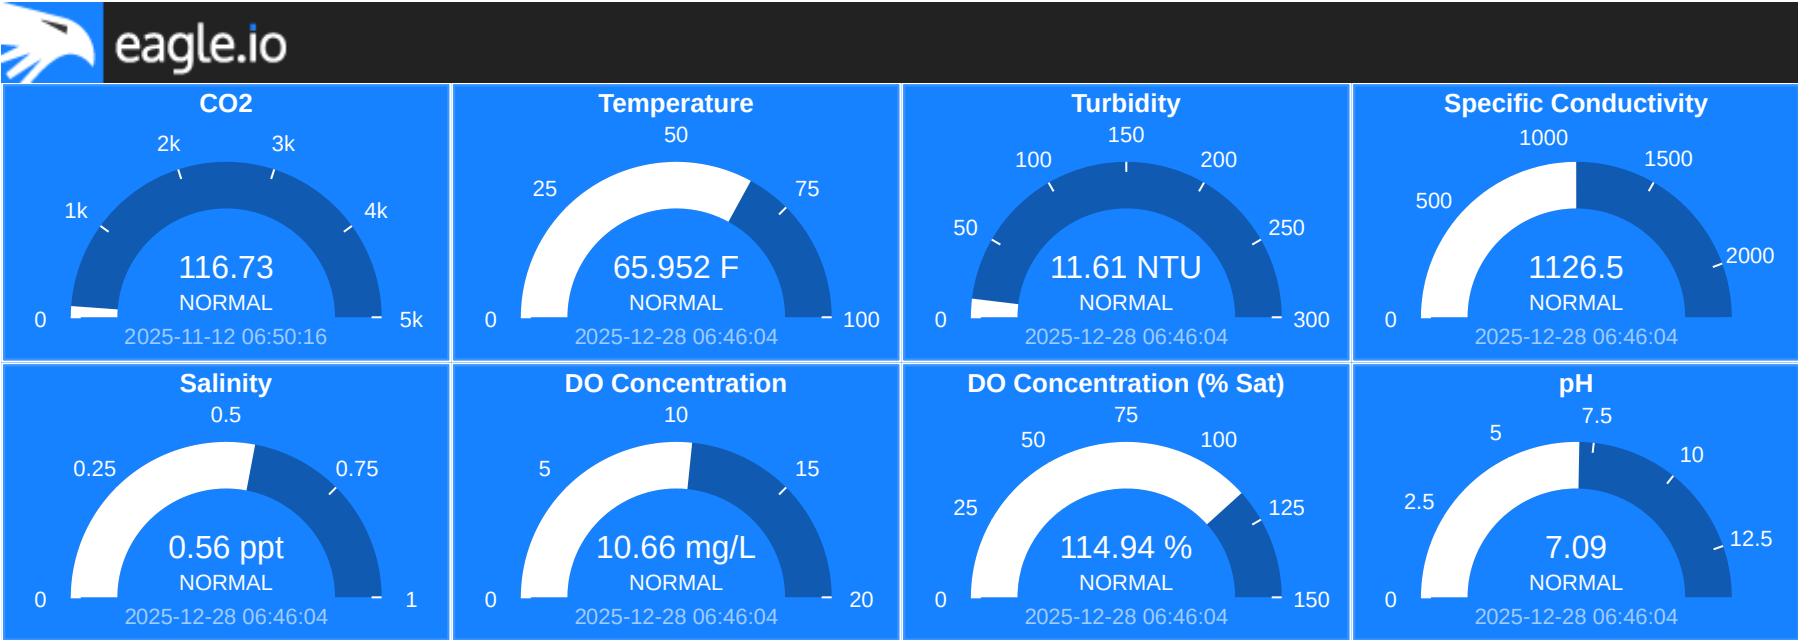 eagle.io
CO2
2k 3k
1k 4k
116.73
NORMAL
0 5k
2025-11-12 06:50:16
Temperature
50
25 75
65.952 F
NORMAL
0 100
2025-12-28 06:46:04
Turbidity
150
100 200
50 250
11.61 NTU
NORMAL
0 300
2025-12-28 06:46:04
Specific Conductivity
1000
1500
500
2000
1126.5
NORMAL
0
2025-12-28 06:46:04
Salinity
0.5
0.25 0.75
0.56 ppt
NORMAL
0 1
2025-12-28 06:46:04
DO Concentration
10
5 15
10.66 mg/L
NORMAL
0 20
2025-12-28 06:46:04
DO Concentration (% Sat)
75
50 100
25 125
114.94 %
NORMAL
0 150
2025-12-28 06:46:04
pH
7.5
5
10
2.5
12.5
7.09
NORMAL
0
2025-12-28 06:46:04